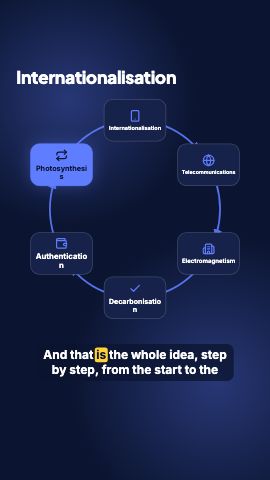 Internationalisation
Internationalisation
Photosynthesi
s
Telecommunications
Authenticatio
n
Electromagnetism
Decarbonisatio
n
And that is the whole idea, step
by step, from the start to the